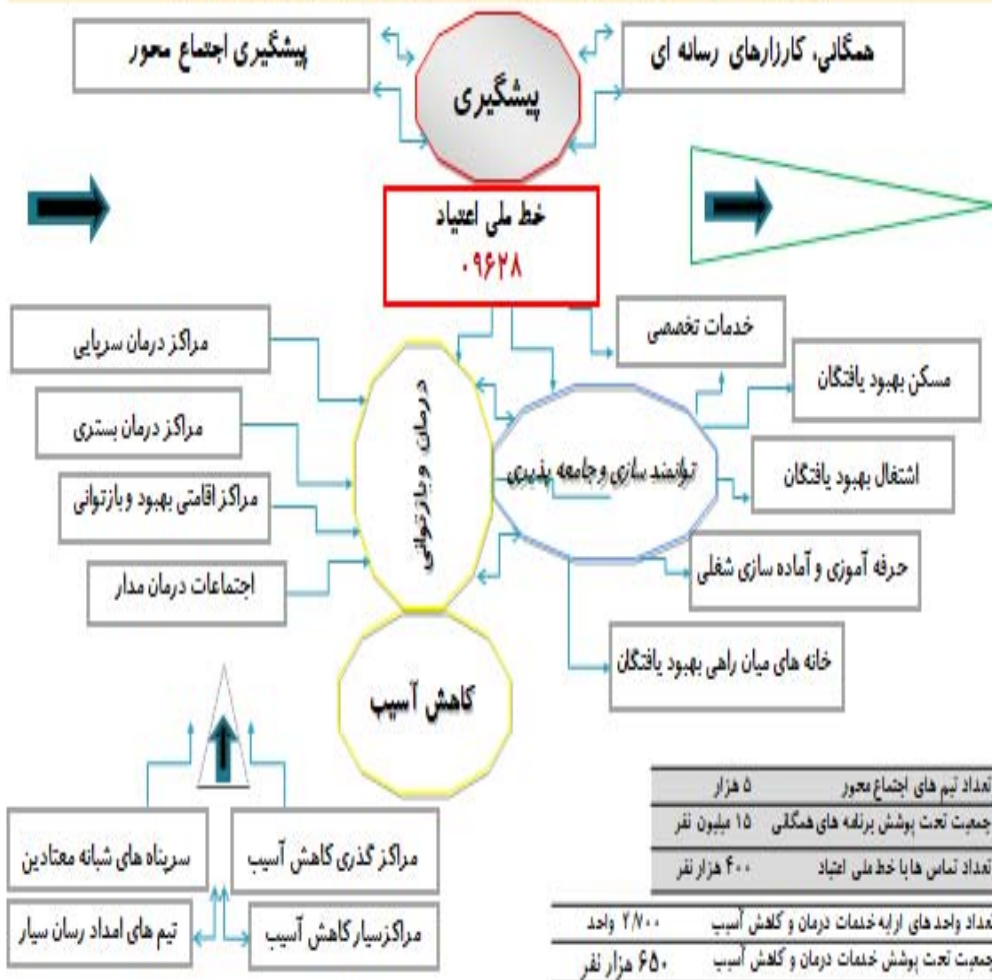 همگانی، کارزارهای رسانه ای
پیشگیری
پیشگیری اجتماع محور
خط ملی اعتیاد
۰۹۶۲۸
خدمات تخصصی
مسکن بهبود یافتگان
اشتغال بهبود یافتگان
توانمند سازی و جامعه پذیری
حرفه آموزی و آماده سازی شغلی
خانه های میان راهی بهبود یافتگان
درمان وبازتوانی
مراکز درمان سرپایی
مراکز درمان بستری
مراکز اقامتی بهبود و بازتوانی
اجتماعات درمان مدار
کاهش آسیب
مراکز گذری کاهش آسیب
سرپناه های شبانه معتادین
مراکزسیار کاهش آسیب
تیم های امداد رسان سیار
تعداد تیم های اجتماع محور ۵ هزار
جمعیت تحت پوشش برنامه های همگانی ۱۵ میلیون نفر
تعداد تماس ها با خط ملی اعتیاد ۴۰۰ هزار نفر
تعداد واحد های ارایه خدمات درمان و کاهش آسیب ۲/۷۰۰ واحد
جمعیت تحت پوشش خدمات درمان و کاهش آسیب ۶۵۰ هزار نفر